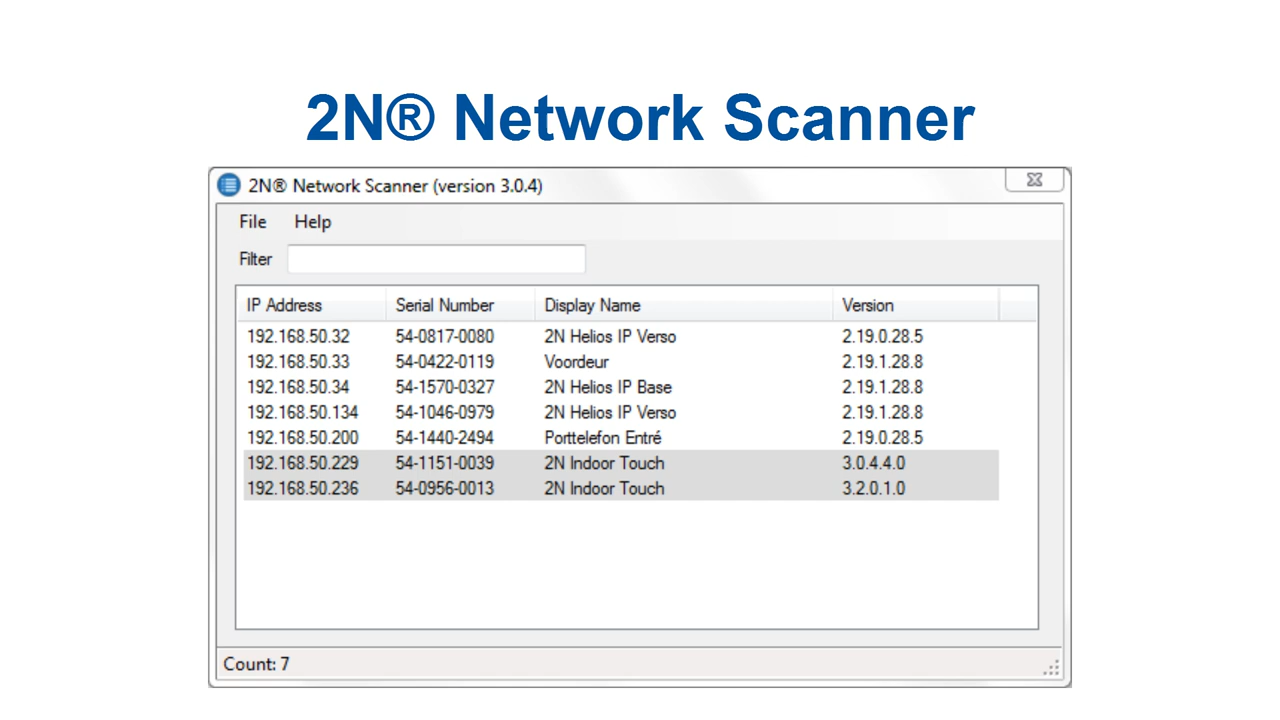 2N® Network Scanner
2N® Network Scanner (version 3.0.4)
File Help
Filter
IP Address Serial Number Display Name Version
192.168.50.32 54-0817-0080 2N Helios IP Verso 2.19.0.28.5
192.168.50.33 54-0422-0119 Voordeur 2.19.1.28.8
192.168.50.34 54-1570-0327 2N Helios IP Base 2.19.1.28.8
192.168.50.134 54-1046-0979 2N Helios IP Verso 2.19.1.28.8
192.168.50.200 54-1440-2494 Porttelefon Entré 2.19.0.28.5
192.168.50.229 54-1151-0039 2N Indoor Touch 3.0.4.4.0
192.168.50.236 54-0956-0013 2N Indoor Touch 3.2.0.1.0
Count: 7